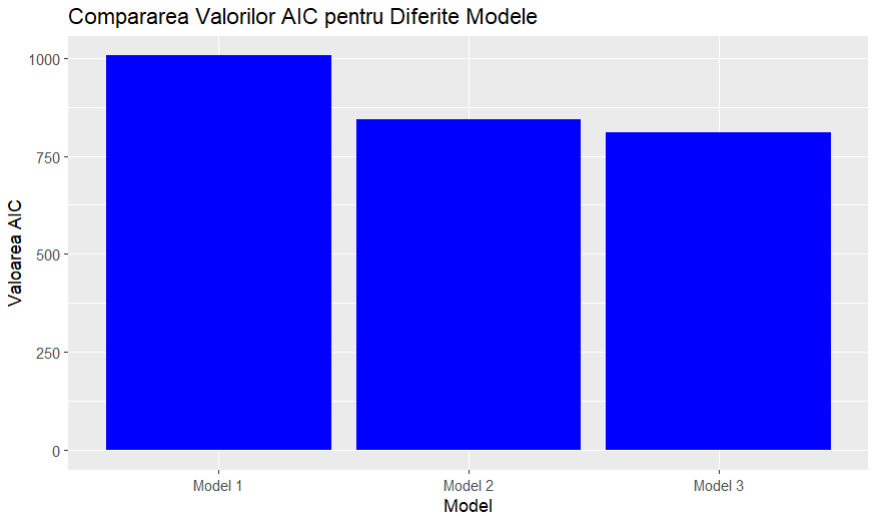 Compararea Valorilor AIC pentru Diferite Modele
Valoarea AIC
1000
750
500
250
0
Model 1 Model 2 Model 3
Model